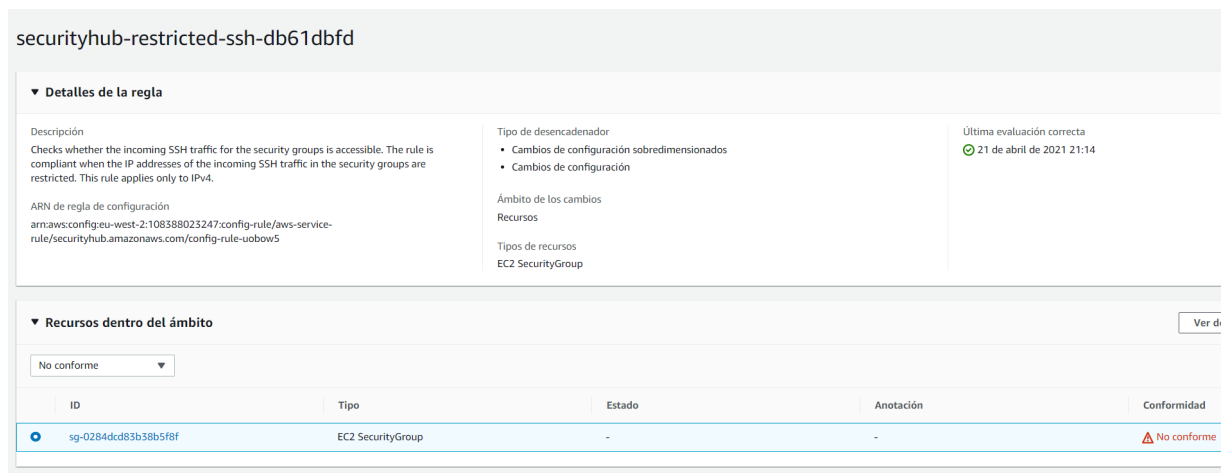 securityhub-restricted-ssh-db61dbfd
Detalles de la regla
Descripción
Checks whether the incoming SSH traffic for the security groups is accessible. The rule is
compliant when the IP addresses of the incoming SSH traffic in the security groups are
restricted. This rule applies only to IPv4.
ARN de regla de configuración
arn:aws:config:eu-west-2:108388023247:config-rule/aws-service-
rule/securityhub.amazonaws.com/config-rule-uobow5
Tipo de desencadenador
• Cambios de configuración sobredimensionados
• Cambios de configuración
Ámbito de los cambios
Recursos
Tipos de recursos
EC2 SecurityGroup
Última evaluación correcta
21 de abril de 2021 21:14
Recursos dentro del ámbito
Ver
No conforme
ID Tipo Estado Anotación Conformidad
sg-0284dcd83b38b5f8f EC2 SecurityGroup - - No conforme